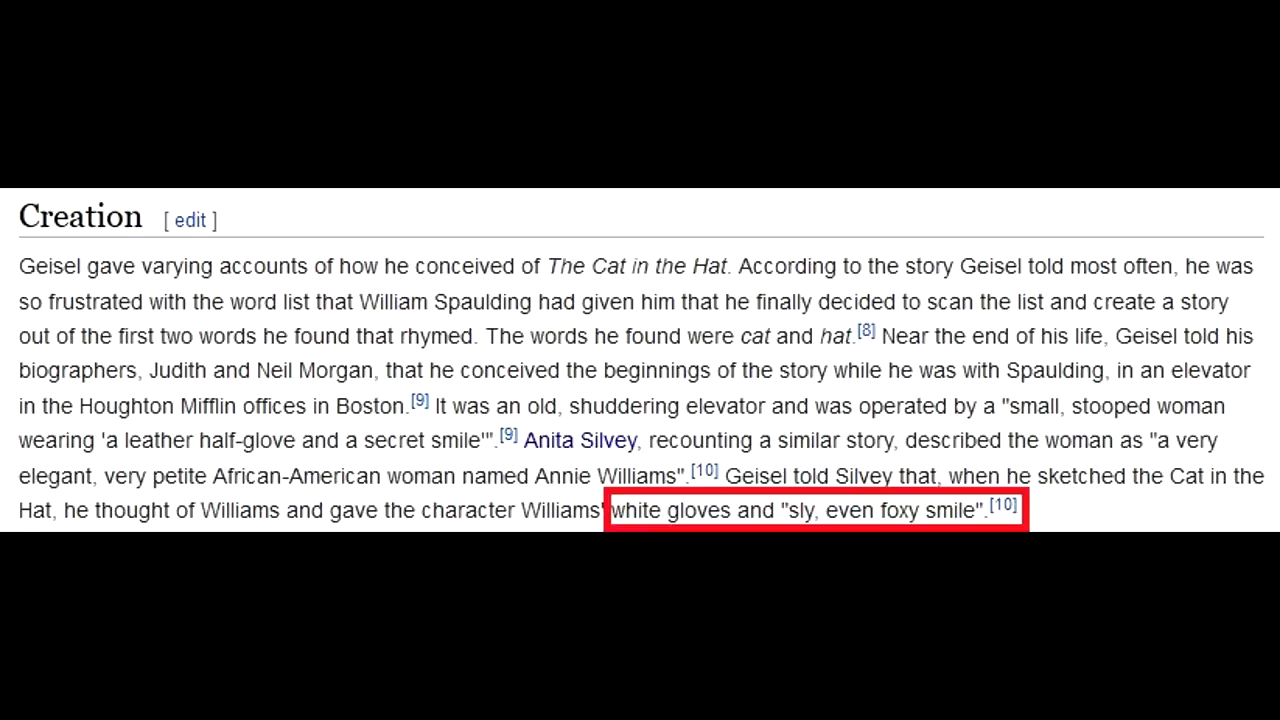 Creation [ edit ]
Geisel gave varying accounts of how he conceived of The Cat in the Hat. According to the story Geisel told most often, he was
so frustrated with the word list that William Spaulding had given him that he finally decided to scan the list and create a story
out of the first two words he found that rhymed. The words he found were cat and hat.[8] Near the end of his life, Geisel told his
biographers, Judith and Neil Morgan, that he conceived the beginnings of the story while he was with Spaulding, in an elevator
in the Houghton Mifflin offices in Boston.[9] It was an old, shuddering elevator and was operated by a "small, stooped woman
wearing 'a leather half-glove and a secret smile'".[9] Anita Silvey, recounting a similar story, described the woman as "a very
elegant, very petite African-American woman named Annie Williams".[10] Geisel told Silvey that, when he sketched the Cat in the
Hat, he thought of Williams and gave the character Williams' white gloves and "sly, even foxy smile".[10]